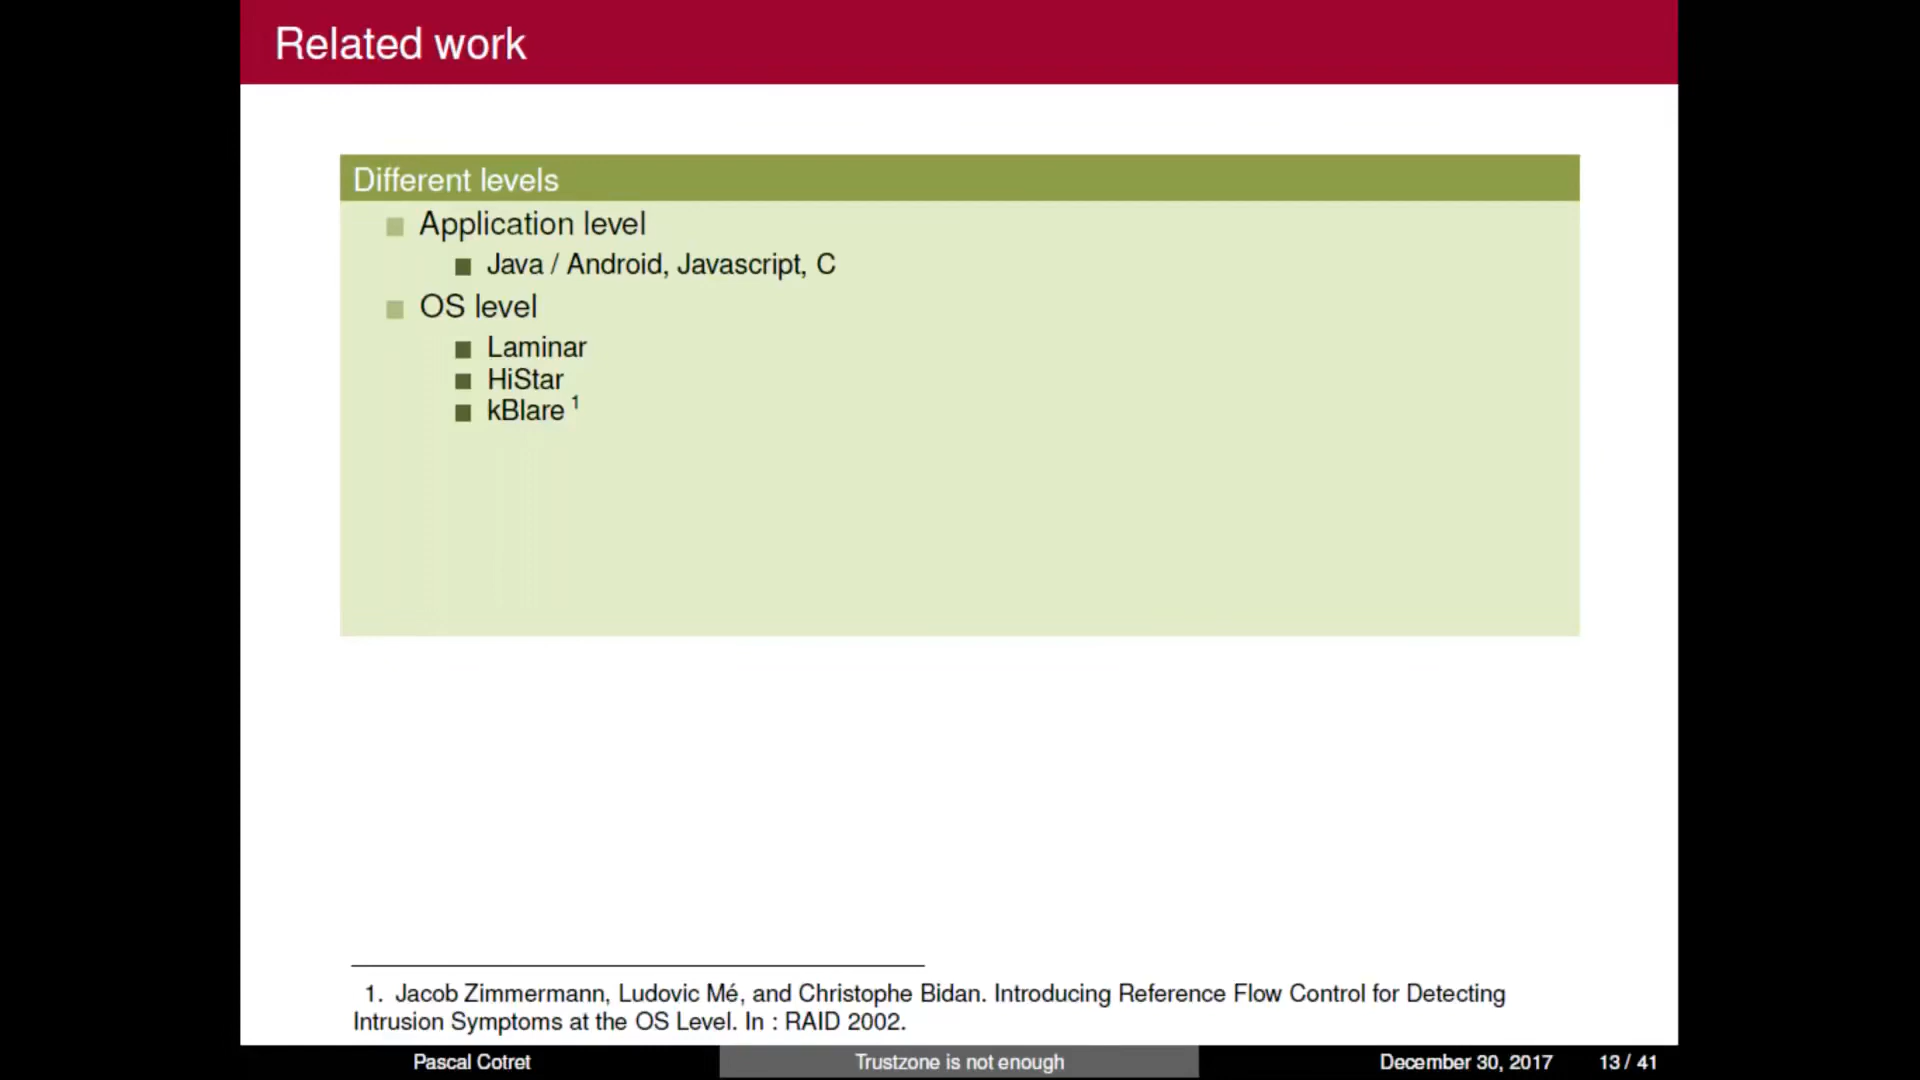 Related work
Different levels
Application level
Java / Android, Javascript, C
OS level
Laminar
HiStar
kBlare 1
1. Jacob Zimmermann, Ludovic Mé, and Christophe Bidan. Introducing Reference Flow Control for Detecting
Intrusion Symptoms at the OS Level. In : RAID 2002.
Pascal Cotret
Trustzone is not enough
December 30, 2017
13 / 41